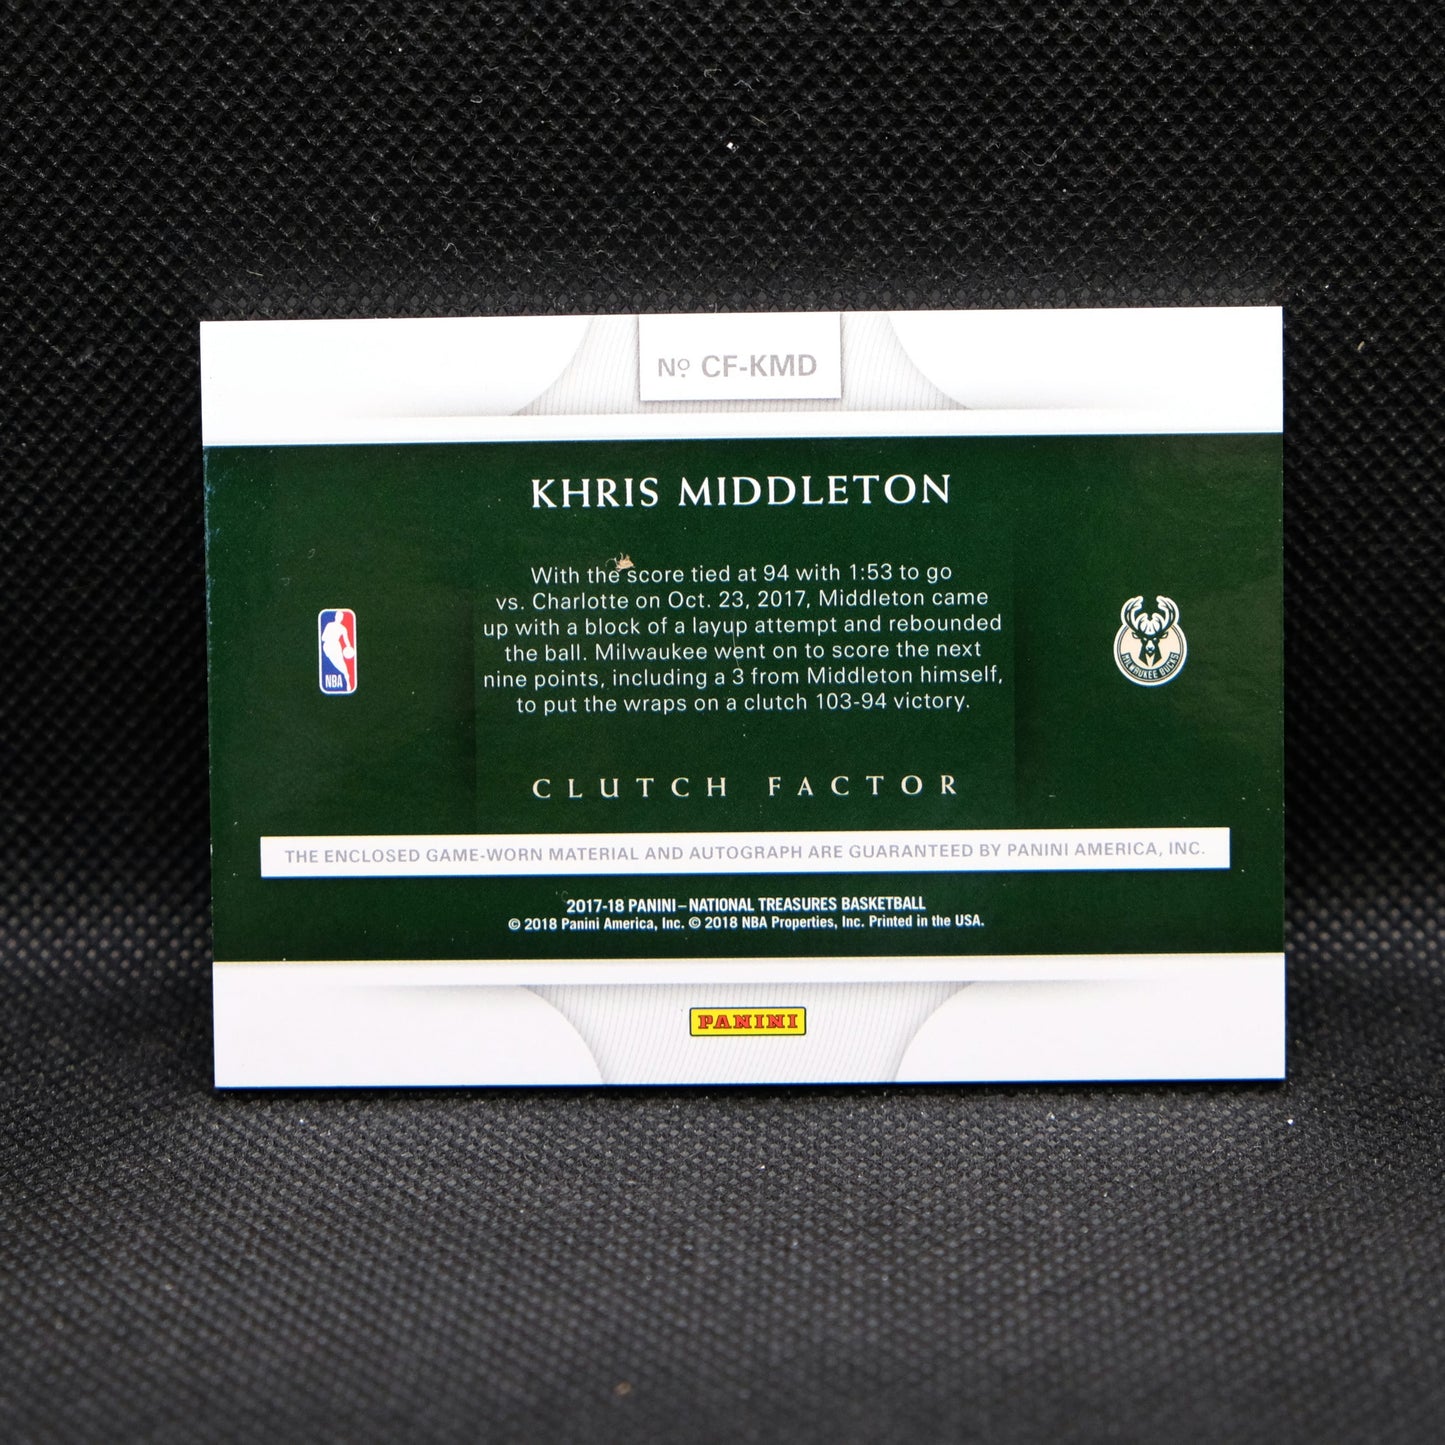 Nº CF-KMD
KHRIS MIDDLETON
With the score tied at 94 with 1:53 to go
vs. Charlotte on Oct. 23, 2017, Middleton came
up with a block of a layup attempt and rebounded
the ball. Milwaukee went on to score the next
nine points, including a 3 from Middleton himself,
to put the wraps on a clutch 103-94 victory.
NBA
MILWAUKEE BUCKS
CLUTCH FACTOR
THE ENCLOSED GAME-WORN MATERIAL AND AUTOGRAPH ARE GUARANTEED BY PANINI AMERICA, INC.
2017-18 PANINI–NATIONAL TREASURES BASKETBALL
© 2018 Panini America, Inc. © 2018 NBA Properties, Inc. Printed in the USA.
PANINI